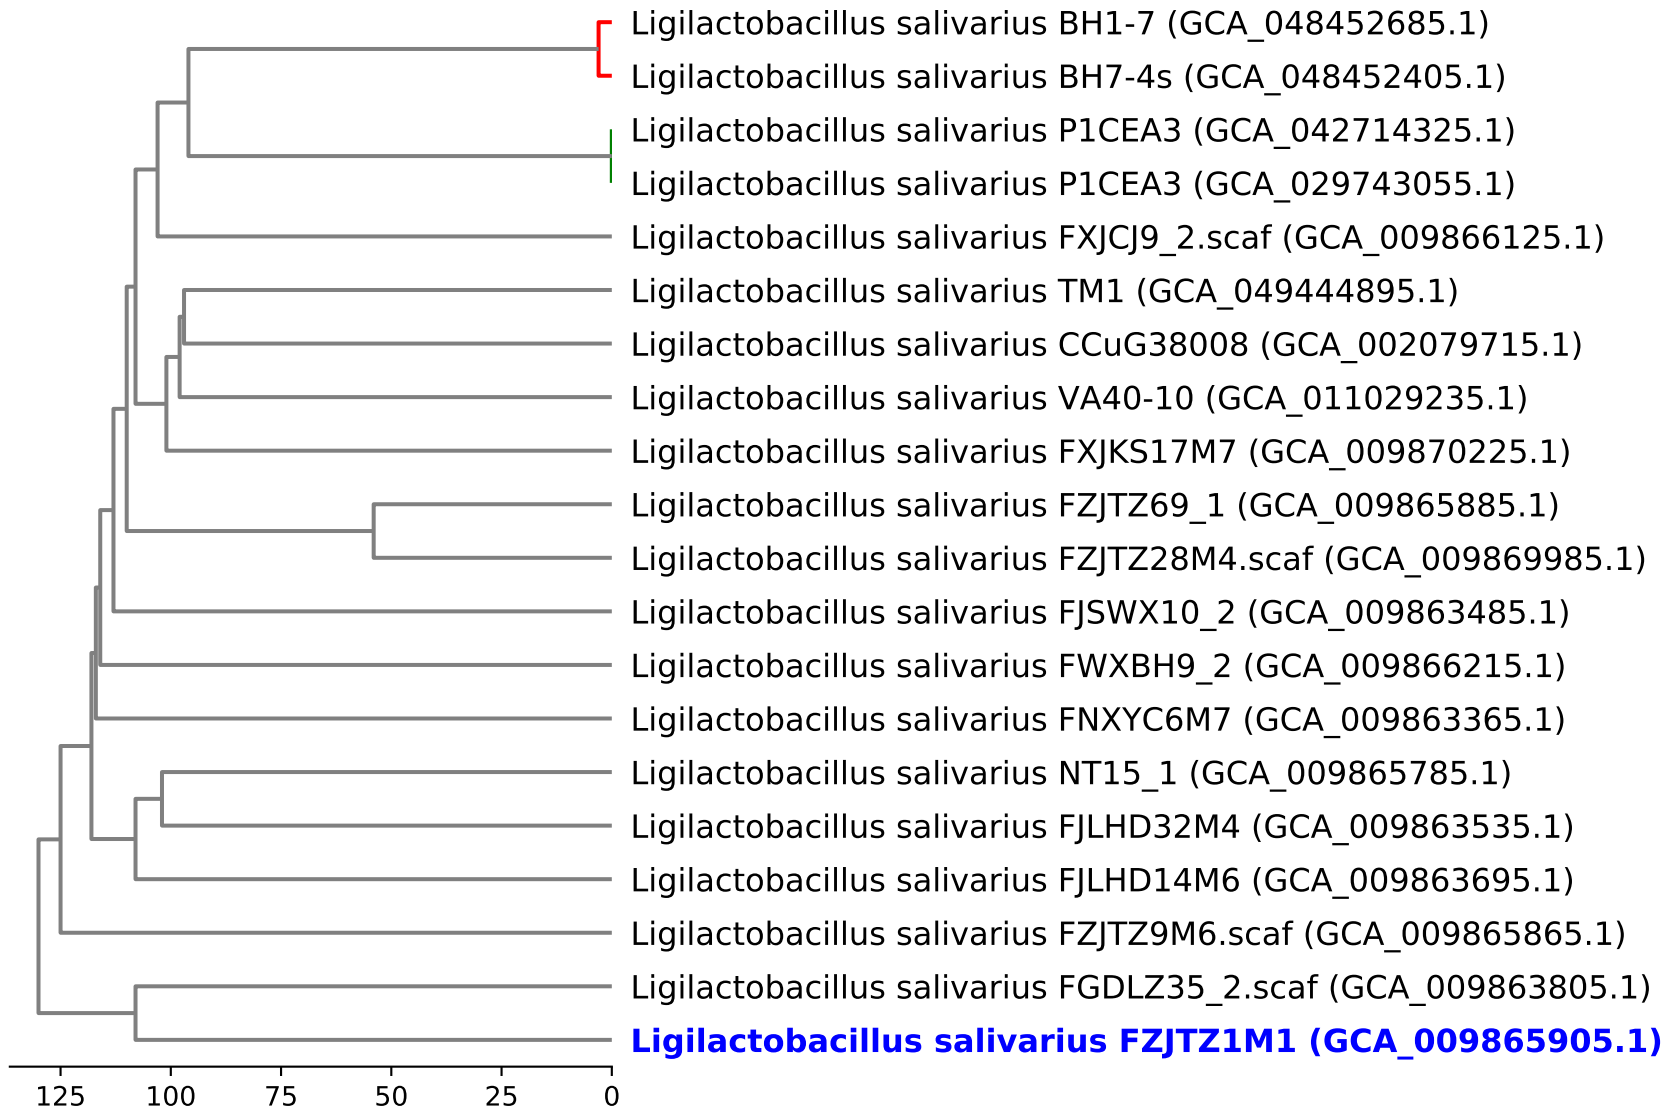 Ligilactobacillus salivarius BH1-7 (GCA_048452685.1)
Ligilactobacillus salivarius BH7-4s (GCA_048452405.1)
Ligilactobacillus salivarius P1CEA3 (GCA_042714325.1)
Ligilactobacillus salivarius P1CEA3 (GCA_029743055.1)
Ligilactobacillus salivarius FXJCJ9_2.scaf (GCA_009866125.1)
Ligilactobacillus salivarius TM1 (GCA_049444895.1)
Ligilactobacillus salivarius CCuG38008 (GCA_002079715.1)
Ligilactobacillus salivarius VA40-10 (GCA_011029235.1)
Ligilactobacillus salivarius FXJKS17M7 (GCA_009870225.1)
Ligilactobacillus salivarius FZJTZ69_1 (GCA_009865885.1)
Ligilactobacillus salivarius FZJTZ28M4.scaf (GCA_009869985.1)
Ligilactobacillus salivarius FJSWX10_2 (GCA_009863485.1)
Ligilactobacillus salivarius FWXBH9_2 (GCA_009866215.1)
Ligilactobacillus salivarius FNXYC6M7 (GCA_009863365.1)
Ligilactobacillus salivarius NT15_1 (GCA_009865785.1)
Ligilactobacillus salivarius FJLHD32M4 (GCA_009863535.1)
Ligilactobacillus salivarius FJLHD14M6 (GCA_009863695.1)
Ligilactobacillus salivarius FZJTZ9M6.scaf (GCA_009865865.1)
Ligilactobacillus salivarius FGDLZ35_2.scaf (GCA_009863805.1)
Ligilactobacillus salivarius FZJTZ1M1 (GCA_009865905.1)
125 100 75 50 25 0